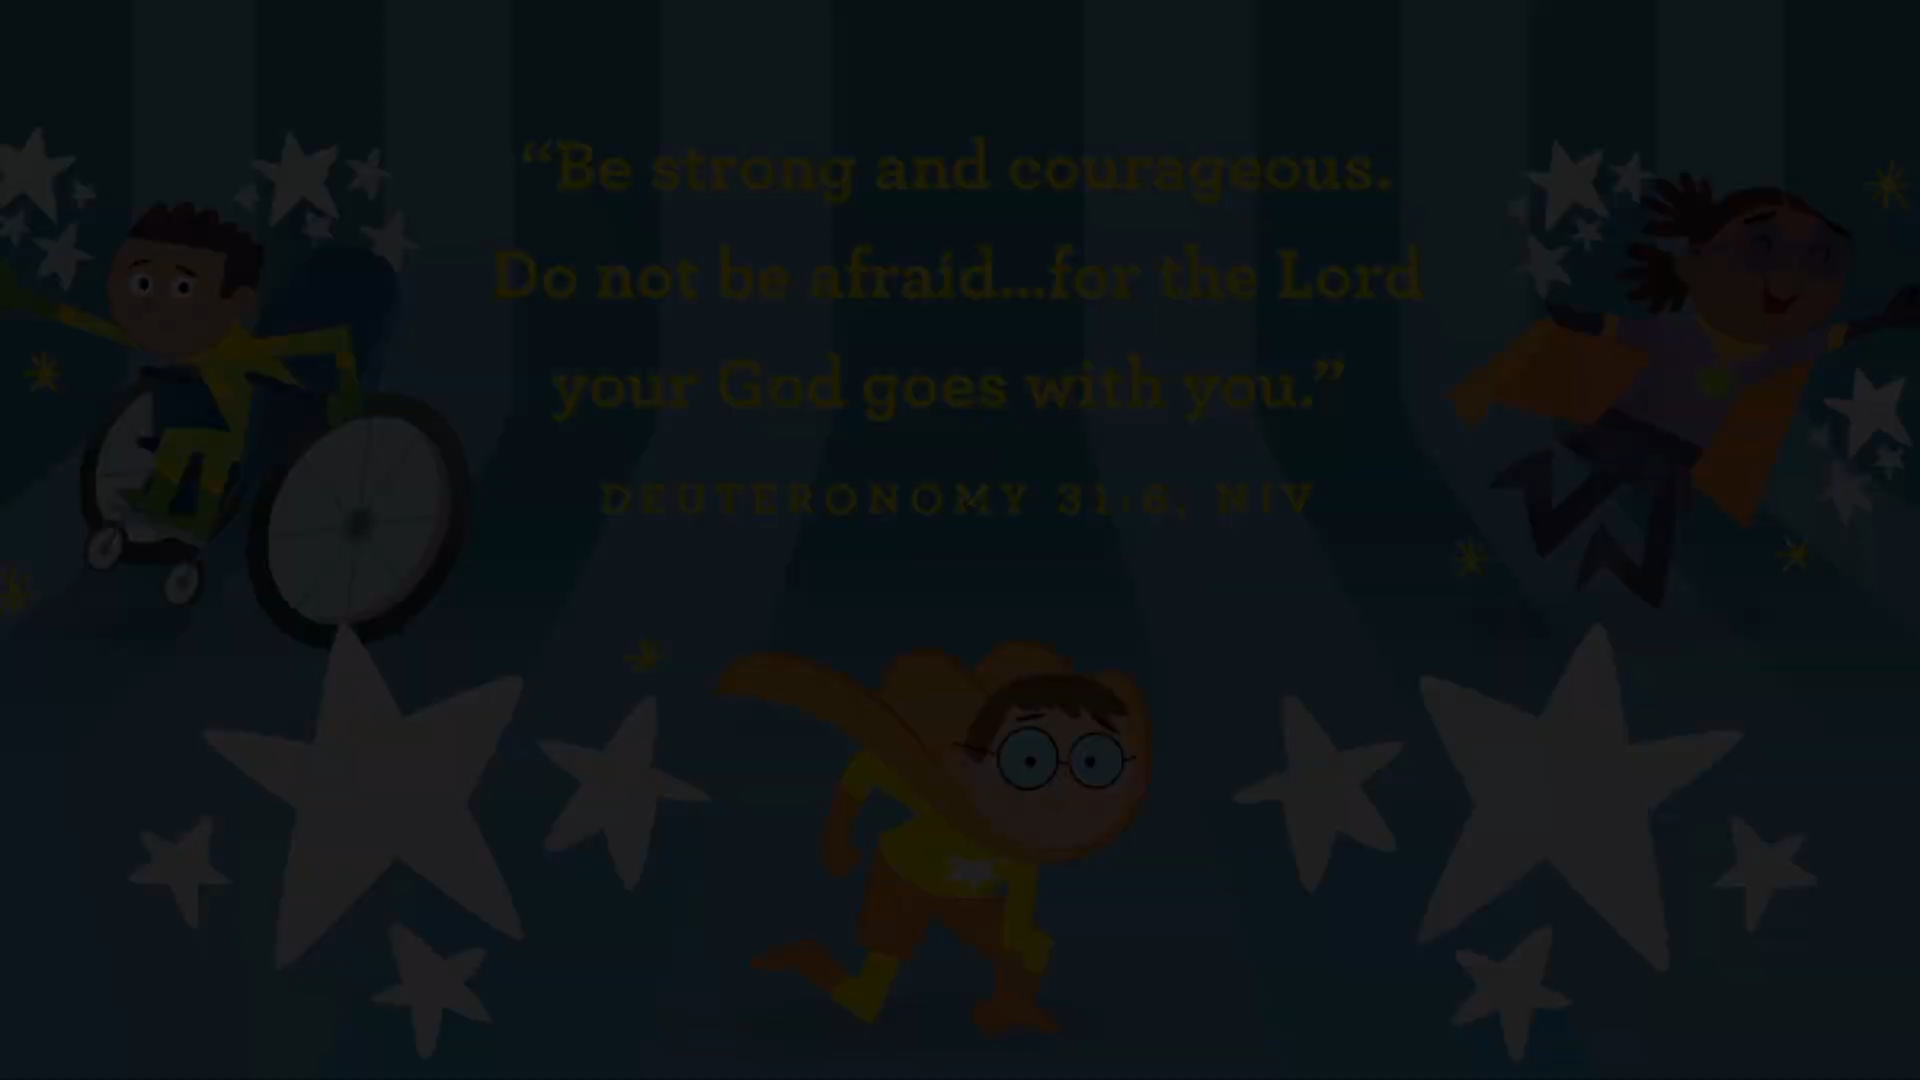 “Be strong and courageous.
Do not be afraid...for the Lord
your God goes with you.”
DEUTERONOMY 31:6, NIV